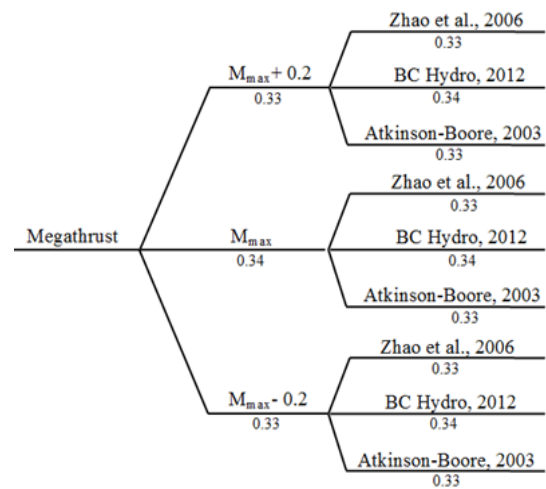 Zhao et al., 2006
0.33
M_max + 0.2
0.33
BC Hydro, 2012
0.34
Atkinson-Boore, 2003
0.33
Megathrust
M_max
0.34
Zhao et al., 2006
0.33
BC Hydro, 2012
0.34
Atkinson-Boore, 2003
0.33
M_max - 0.2
0.33
Zhao et al., 2006
0.33
BC Hydro, 2012
0.34
Atkinson-Boore, 2003
0.33